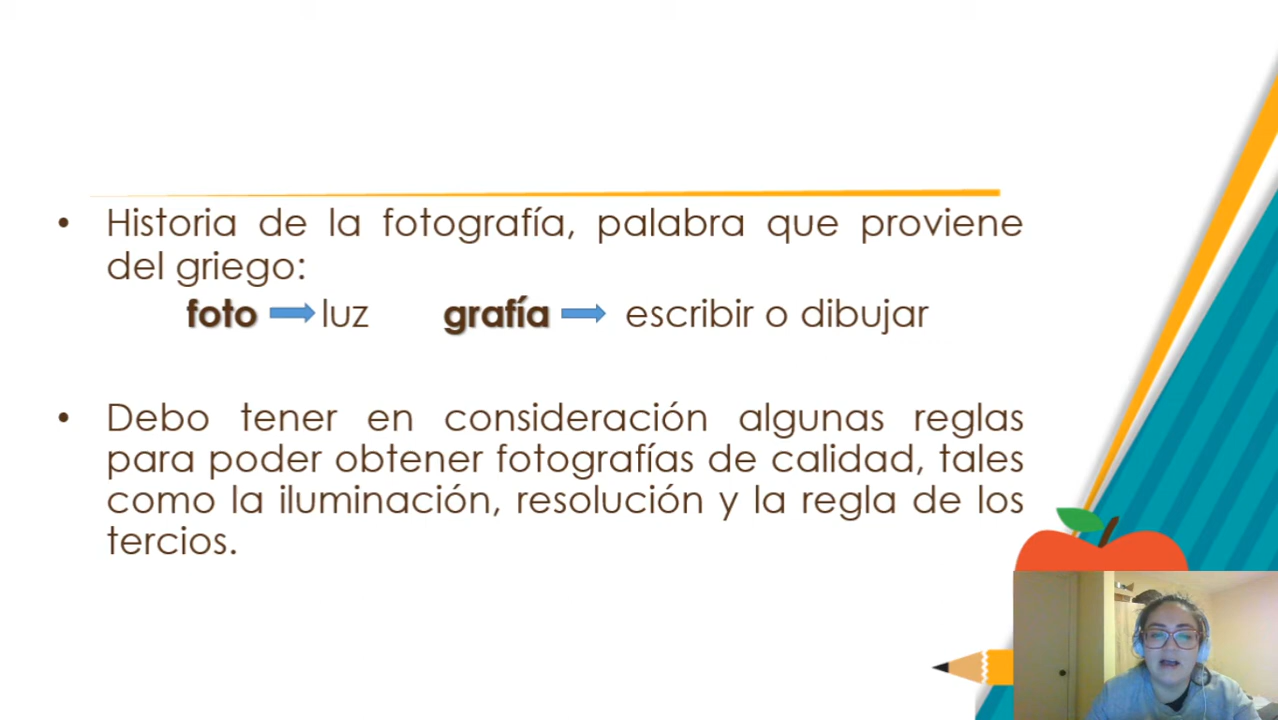 • Historia de la fotografía, palabra que proviene
del griego:
foto luz grafía escribir o dibujar
• Debo tener en consideración algunas reglas
para poder obtener fotografías de calidad, tales
como la iluminación, resolución y la regla de los
tercios.